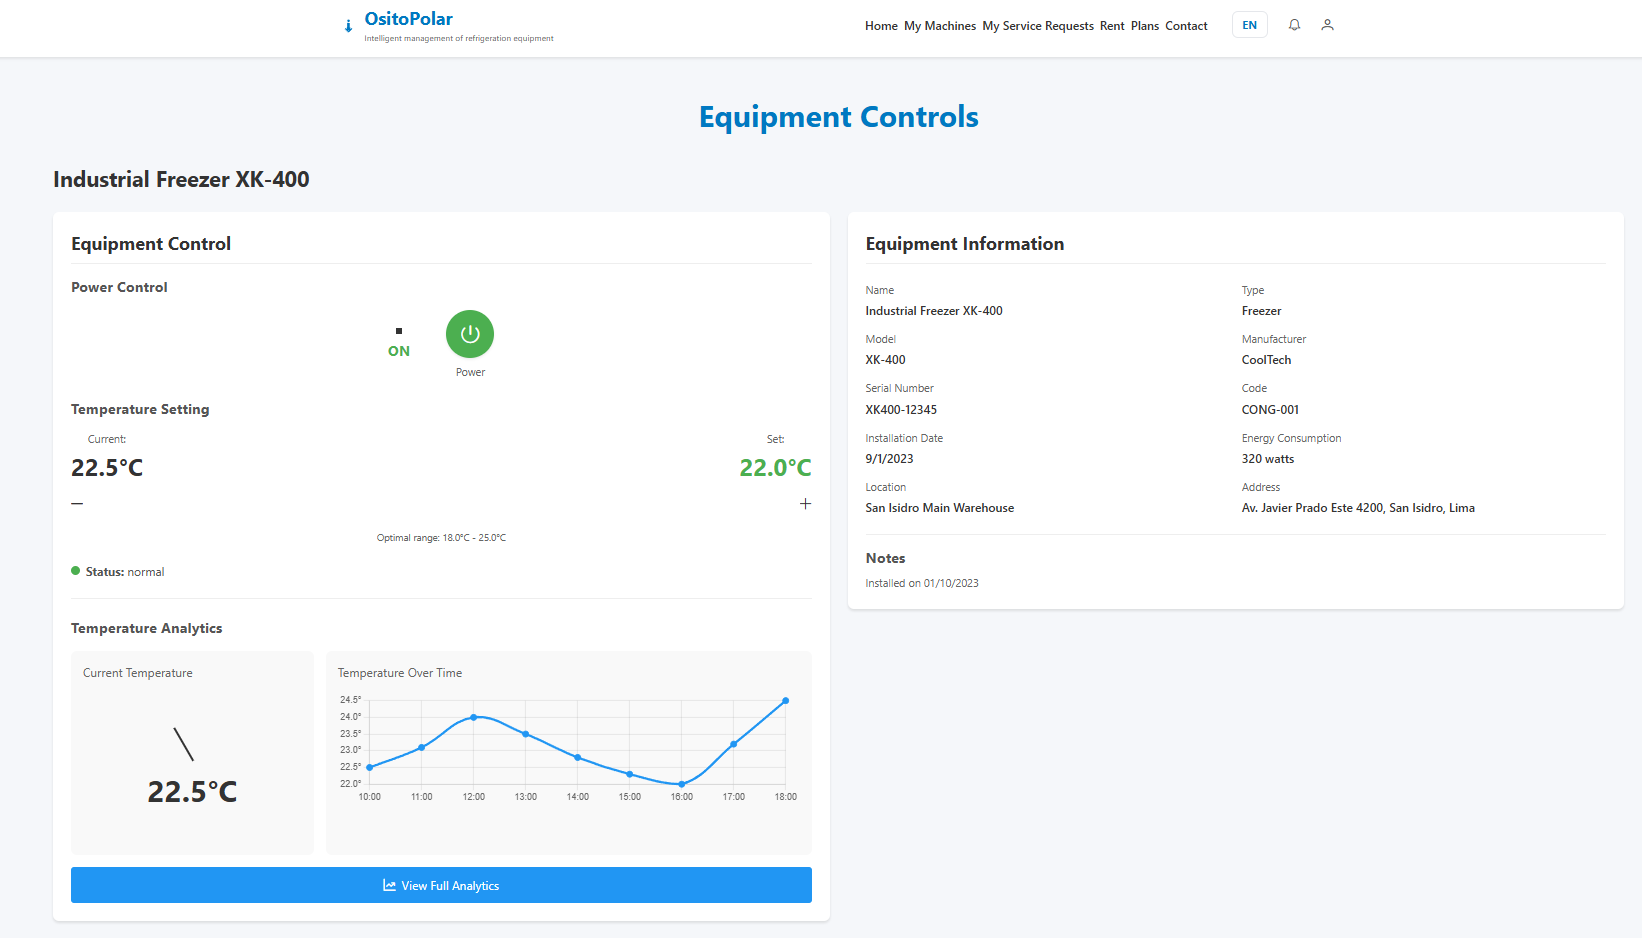 OsitoPolar
Intelligent management of refrigeration equipment
Home My Machines My Service Requests Rent Plans Contact EN
Equipment Controls
Industrial Freezer XK-400
Equipment Control
Power Control
ON
Power
Temperature Setting
Current: Set:
22.5°C 22.0°C
Optimal range: 18.0°C - 25.0°C
Status: normal
Temperature Analytics
Current Temperature
22.5°C
Temperature Over Time
24.5°
24.0°
23.5°
23.0°
22.5°
22.0°
10:00 11:00 12:00 13:00 14:00 15:00 16:00 17:00 18:00
View Full Analytics
Equipment Information
Name Type
Industrial Freezer XK-400 Freezer
Model Manufacturer
XK-400 CoolTech
Serial Number Code
XK400-12345 CONG-001
Installation Date Energy Consumption
9/1/2023 320 watts
Location Address
San Isidro Main Warehouse Av. Javier Prado Este 4200, San Isidro, Lima
Notes
Installed on 01/10/2023